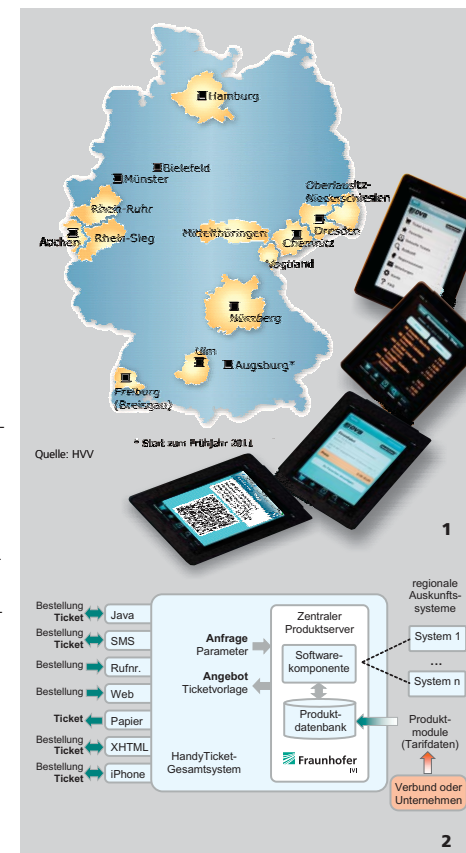 Hamburg
Bielefeld
Münster
Oberlausitz-
Niederschlesien
Rhein-Ruhr
Dresden
Mittelthüringen
Chemnitz
Aachen
Rhein-Sieg
Vogtland
Nürnberg
Ulm
Augsburg*
Freiburg
(Breisgau)
* Start zum Frühjahr 2011
Quelle: HVV
1
Bestellung
Ticket
Java
Bestellung
Ticket
SMS
Bestellung
Rufnr.
Bestellung
Web
Ticket
Papier
Bestellung
Ticket
XHTML
Bestellung
Ticket
iPhone
HandyTicket-
Gesamtsystem
Anfrage
Parameter
Angebot
Ticketvorlage
Zentraler
Produktserver
Software-
komponente
Produkt-
datenbank
Fraunhofer
IVI
regionale
Auskunfts-
systeme
System 1
...
System n
Produkt-
module
(Tarifdaten)
Verbund oder
Unternehmen
2